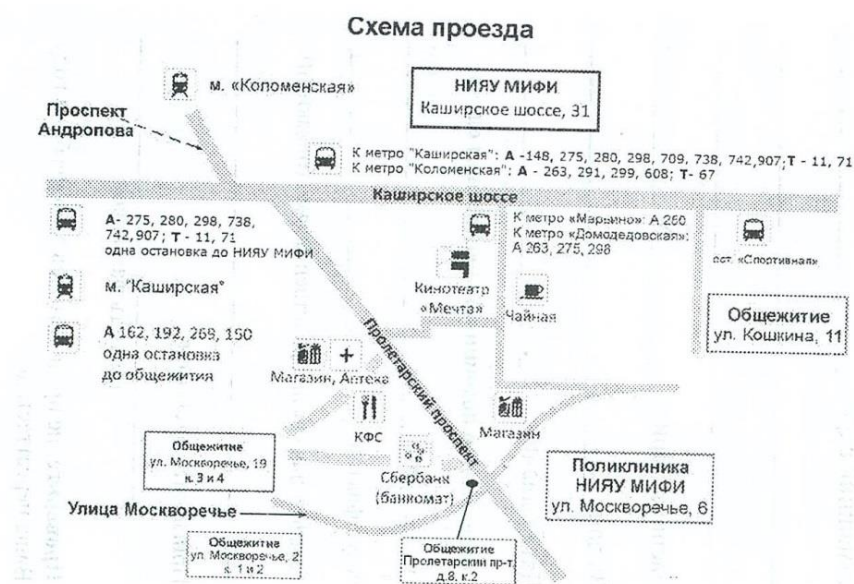 Схема проезда
м. «Коломенская»
НИЯУ МИФИ
Каширское шоссе, 31
Проспект
Андропова
К метро "Каширская": А -148, 275, 280, 298, 709, 738, 742,907;Т - 11, 71
К метро "Коломенская": А - 263, 291, 299, 608; Т- 67
Каширское шоссе
А- 275, 280, 298, 738,
742,907; Т - 11, 71
одна остановка до НИЯУ МИФИ
К метро «Марьино»: А 280
К метро «Домодедовская»:
А 263, 275, 298
ост. «Спортивная»
м. "Каширская"
Кинотеатр
«Мечта»
Чайная
Общежитие
ул. Кошкина, 11
А 162, 192, 269, 150
одна остановка
до общежития
Пролетарский проспект
Магазин, Аптека
КФС
Магазин
Общежитие
ул. Москворечье, 19
к. 3 и 4
Сбербанк
(банкомат)
Поликлиника
НИЯУ МИФИ
ул. Москворечье, 6
Улица Москворечье
Общежитие
ул. Москворечье, 2
к. 1 и 2
Общежитие
Пролетарский пр-т,
д.8, к.2